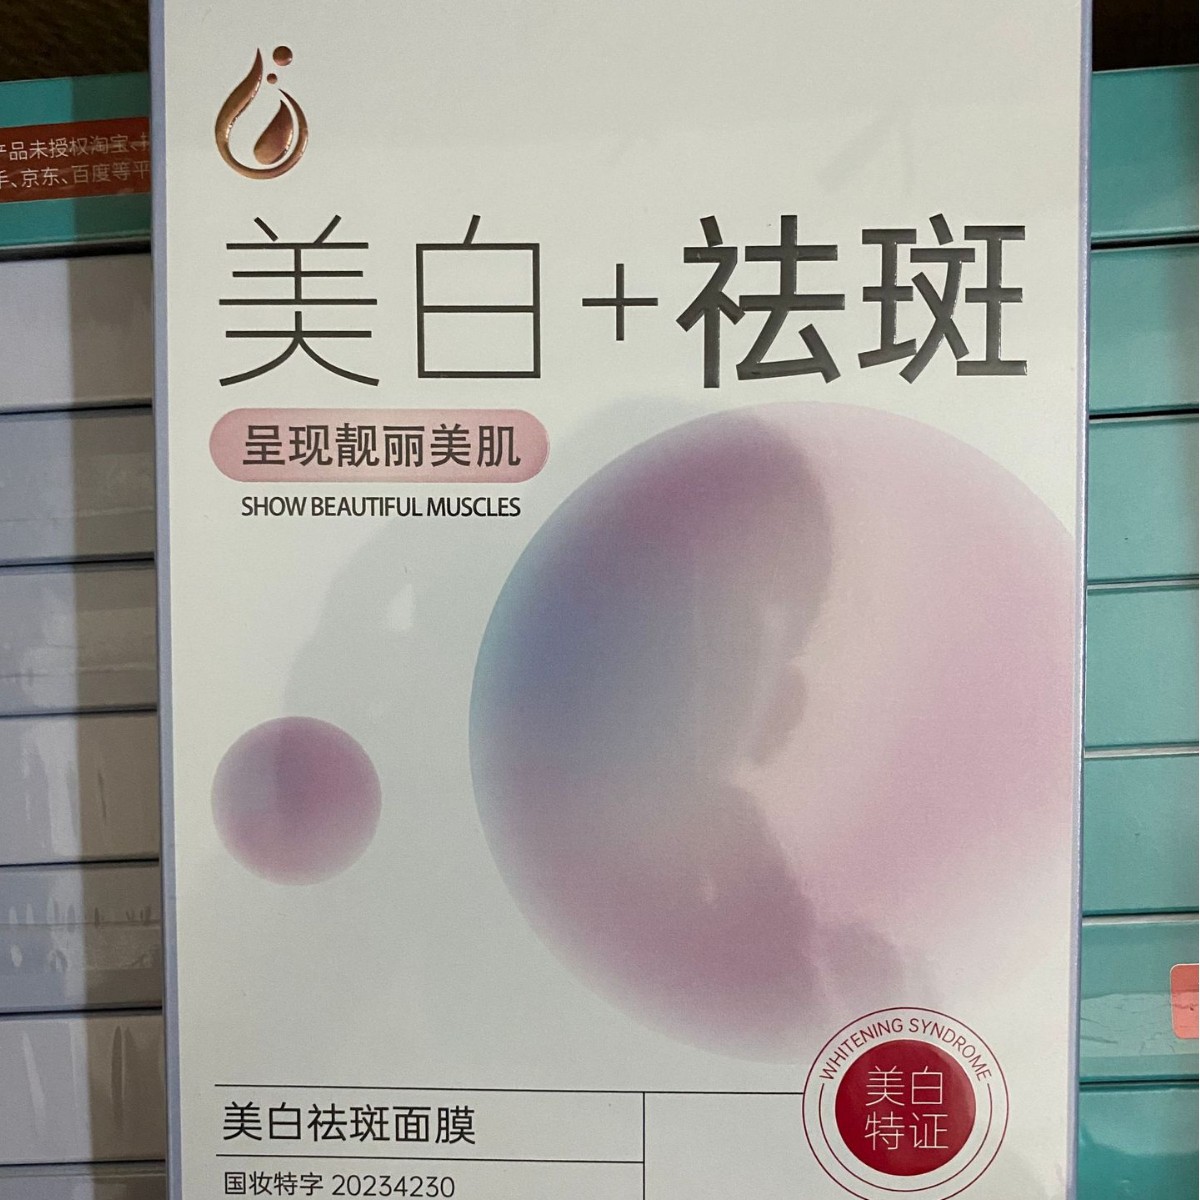 产品未授权淘宝
手、京东、百度等平
美白+祛斑
呈现靓丽美肌
SHOW BEAUTIFUL MUSCLES
WHITENING SYNDROME
美白
特证
美白祛斑面膜
国妆特字 20234230